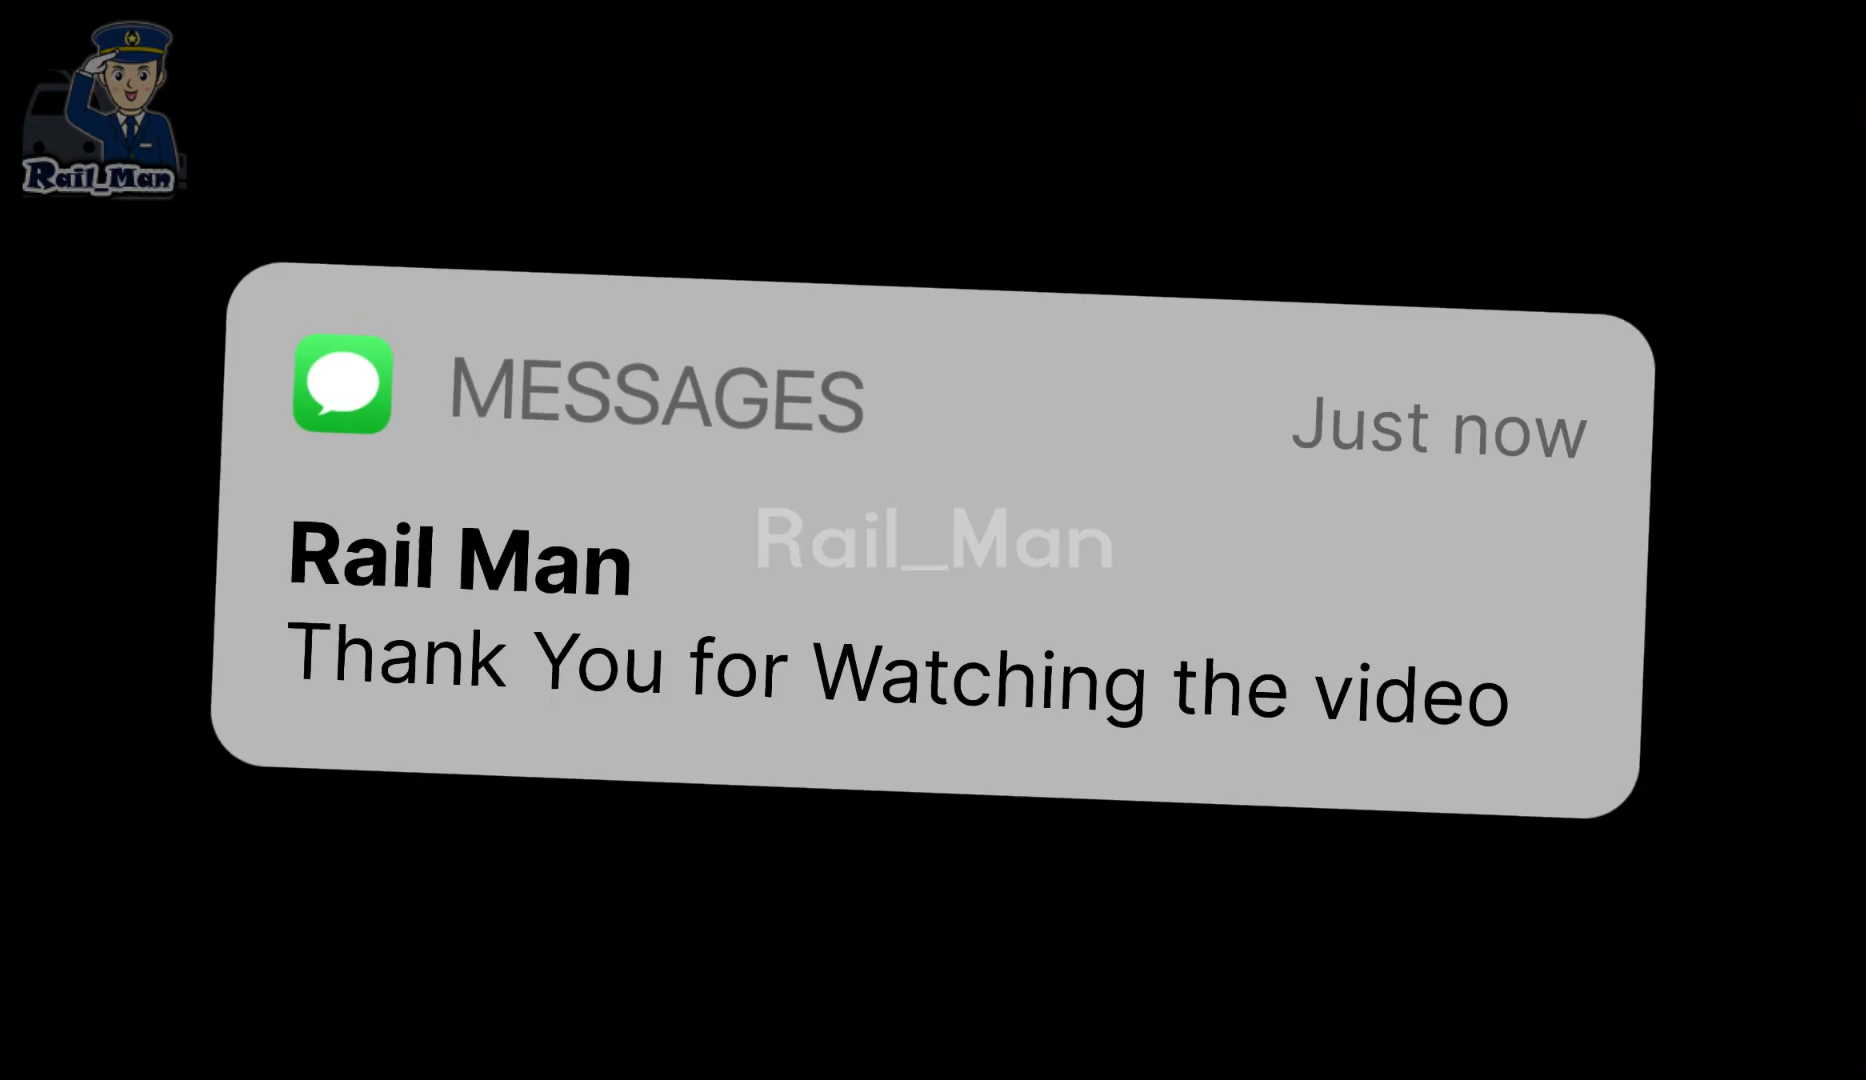 Rail_Man
MESSAGES
Just now
Rail Man
Rail_Man
Thank You for Watching the video